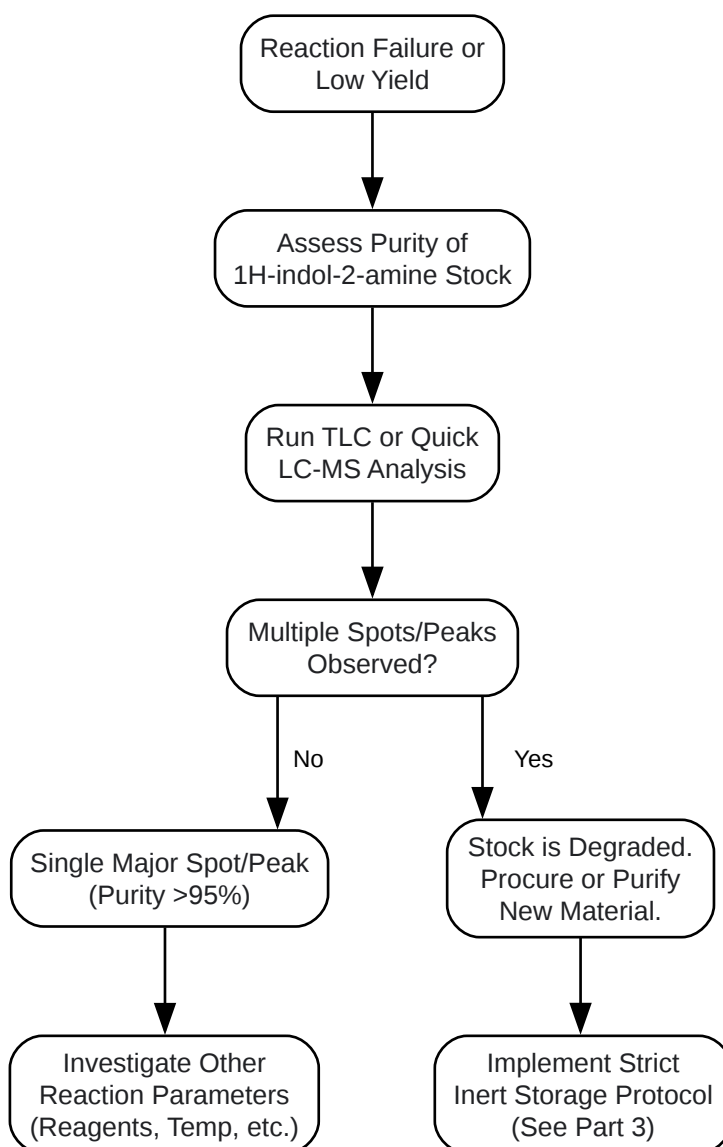 Reaction Failure or
Low Yield
Assess Purity of
1H-indol-2-amine Stock
Run TLC or Quick
LC-MS Analysis
Multiple Spots/Peaks
Observed?
No
Yes
Single Major Spot/Peak
(Purity >95%)
Stock is Degraded.
Procure or Purify
New Material.
Investigate Other
Reaction Parameters
(Reagents, Temp, etc.)
Implement Strict
Inert Storage Protocol
(See Part 3)